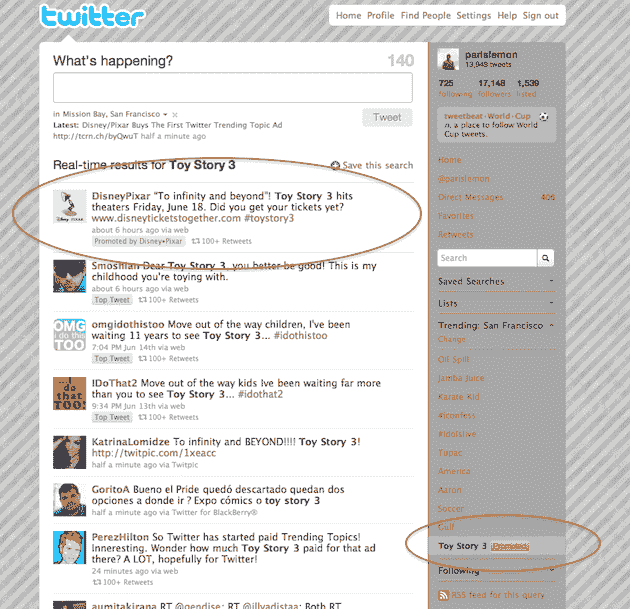 twitter
Home Profile Find People Settings Help Sign out
What's happening?
140
in Mission Bay, San Francisco
Latest: Disney/Pixar Buys The First Twitter Trending Topic Ad
http://tcrn.ch/byQwuT half a minute ago
Tweet
Real-time results for Toy Story 3
Save this search
DisneyPixar “To infinity and beyond”! Toy Story 3 hits
theaters Friday, June 18. Did you get your tickets yet?
www.disneyticketstogether.com #toystory3
about 6 hours ago via web
Promoted by Disney•Pixar 100+ Retweets
Smoshian Dear Toy Story 3, you better be good! This is my
childhood you're toying with.
about 6 hours ago via web
Top Tweet 100+ Retweets
OMG
i do this
TOO
omgidothistoo Move out of the way children, I've been
waiting 11 years to see Toy Story 3... #idothistoo
7:04 PM Jun 14th via web
Top Tweet 100+ Retweets
...I
do that
TOO!
IDoThat2 Move out of the way kids Ive been waiting far more
than you to see Toy Story 3... #idothat2
9:34 PM Jun 13th via web
Top Tweet 100+ Retweets
KatrinaLomidze To infinity and BEYOND!!!! Toy Story 3!
http://twitpic.com/1xeacc
half a minute ago via Twitpic
GoritoA Bueno el Pride quedó descartado quedan dos
opciones a donde ir ? Expo cómics o toy story 3
half a minute ago via Twitter for BlackBerry®
PerezHilton So Twitter has started paid Trending Topics!
Inneresting. Wonder how much Toy Story 3 paid for that ad
there? A LOT, hopefully for Twitter!
24 minutes ago via web
100+ Retweets
aumitakirana RT @gendise: RT @illyadistaa: Both RT
parislemon
13,948 tweets
725 17,148 1,539
following followers listed
tweetbeat·World·Cup
n. a place to follow World
Cup tweets.
Home
@parislemon
Direct Messages 406
Favorites
Retweets
Search
Saved Searches
Lists
Trending: San Francisco
Change
Oil Spill
Jamba Juice
Karate Kid
#iconfess
#idolsive
Tupac
America
Aaron
Soccer
Golf
Toy Story 3
Following
RSS feed for this query